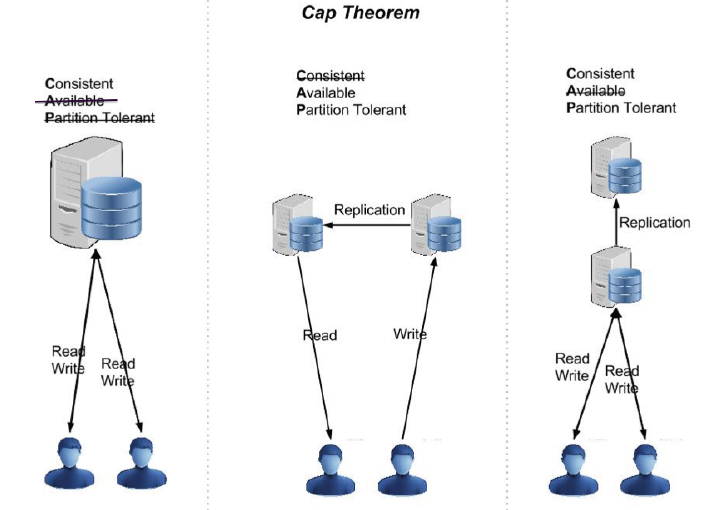 Cap Theorem
Consistent
Available
Partition Tolerant
Read
Write
Read
Write
Consistent
Available
Partition Tolerant
Replication
Read
Write
Consistent
Available
Partition Tolerant
Replication
Read
Write
Read
Write